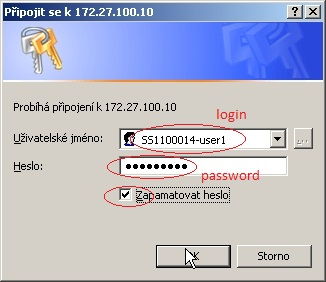 Připojit se k 172.27.100.10
Probíhá připojení k 172.27.100.10
login
Uživatelské jméno: SS1100014-user1
Heslo: ●●●●●●●●●
password
Zapamatovat heslo
OK Storno